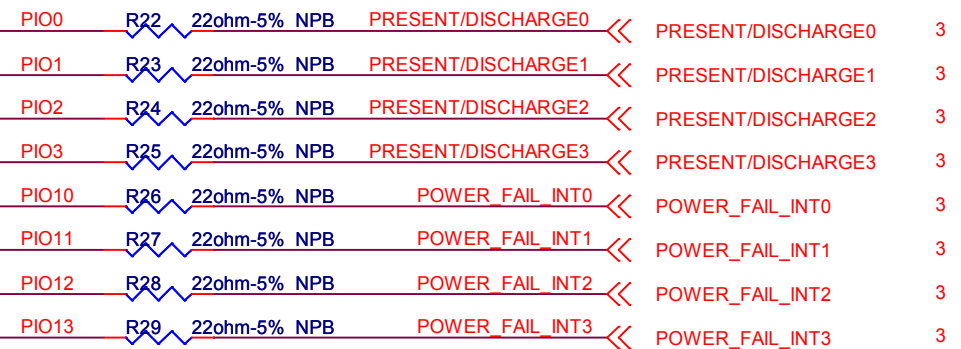 PIO0 R22 22ohm-5% NPB PRESENT/DISCHARGE0 PRESENT/DISCHARGE0 3
PIO1 R23 22ohm-5% NPB PRESENT/DISCHARGE1 PRESENT/DISCHARGE1 3
PIO2 R24 22ohm-5% NPB PRESENT/DISCHARGE2 PRESENT/DISCHARGE2 3
PIO3 R25 22ohm-5% NPB PRESENT/DISCHARGE3 PRESENT/DISCHARGE3 3
PIO10 R26 22ohm-5% NPB POWER_FAIL_INT0 POWER_FAIL_INT0 3
PIO11 R27 22ohm-5% NPB POWER_FAIL_INT1 POWER_FAIL_INT1 3
PIO12 R28 22ohm-5% NPB POWER_FAIL_INT2 POWER_FAIL_INT2 3
PIO13 R29 22ohm-5% NPB POWER_FAIL_INT3 POWER_FAIL_INT3 3